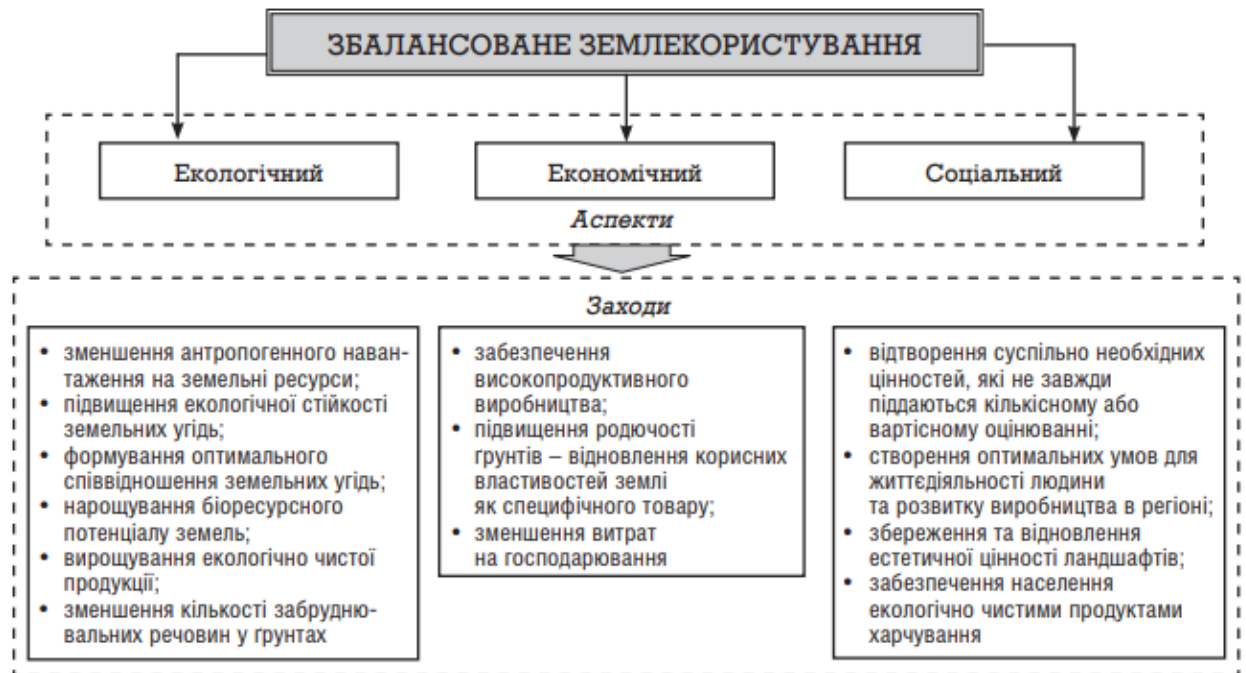 ЗБАЛАНСОВАНЕ ЗЕМЛЕКОРИСТУВАННЯ
Екологічний
Економічний
Соціальний
Аспекти
Заходи
• зменшення антропогенного наван-
таження на земельні ресурси;
• підвищення екологічної стійкості
земельних угідь;
• формування оптимального
співвідношення земельних угідь;
• нарощування біоресурсного
потенціалу земель;
• вирощування екологічно чистої
продукції;
• зменшення кількості забрудню-
вальних речовин у ґрунтах
• забезпечення
високопродуктивного
виробництва;
• підвищення родючості
ґрунтів – відновлення корисних
властивостей землі
як специфічного товару;
• зменшення витрат
на господарювання
• відтворення суспільно необхідних
цінностей, які не завжди
піддаються кількісному або
вартісному оцінюванні;
• створення оптимальних умов для
життєдіяльності людини
та розвитку виробництва в регіоні;
• збереження та відновлення
естетичної цінності ландшафтів;
• забезпечення населення
екологічно чистими продуктами
харчування